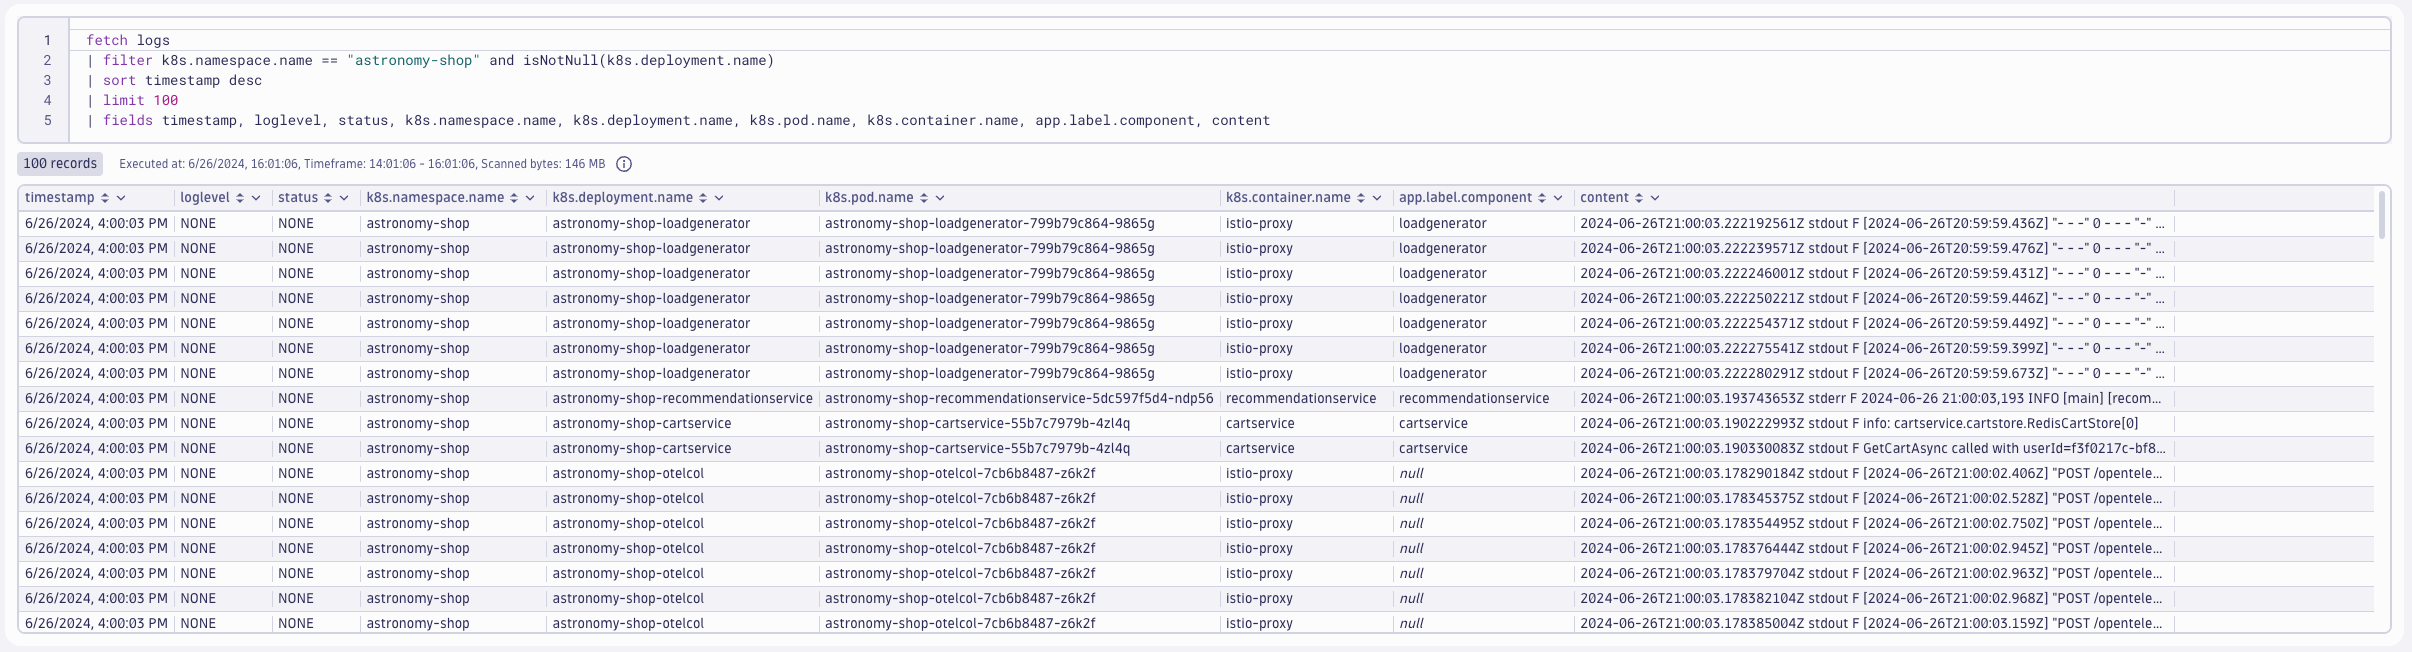 1 fetch logs
2 | filter k8s.namespace.name == "astronomy-shop" and isNotNull(k8s.deployment.name)
3 | sort timestamp desc
4 | limit 100
5 | fields timestamp, loglevel, status, k8s.namespace.name, k8s.deployment.name, k8s.pod.name, k8s.container.name, app.label.component, content
100 records Executed at: 6/26/2024, 16:01:06, Timeframe: 14:01:06 - 16:01:06, Scanned bytes: 146 MB
timestamp loglevel status k8s.namespace.name k8s.deployment.name k8s.pod.name k8s.container.name app.label.component content
6/26/2024, 4:00:03 PM NONE NONE astronomy-shop astronomy-shop-loadgenerator astronomy-shop-loadgenerator-799b79c864-9865g istio-proxy loadgenerator 2024-06-26T21:00:03.222192561Z stdout F [2024-06-26T20:59:59.436Z] "- - -" 0 - - - "-" ...
6/26/2024, 4:00:03 PM NONE NONE astronomy-shop astronomy-shop-loadgenerator astronomy-shop-loadgenerator-799b79c864-9865g istio-proxy loadgenerator 2024-06-26T21:00:03.222239571Z stdout F [2024-06-26T20:59:59.476Z] "- - -" 0 - - - "-" ...
6/26/2024, 4:00:03 PM NONE NONE astronomy-shop astronomy-shop-loadgenerator astronomy-shop-loadgenerator-799b79c864-9865g istio-proxy loadgenerator 2024-06-26T21:00:03.222246001Z stdout F [2024-06-26T20:59:59.431Z] "- - -" 0 - - - "-" ...
6/26/2024, 4:00:03 PM NONE NONE astronomy-shop astronomy-shop-loadgenerator astronomy-shop-loadgenerator-799b79c864-9865g istio-proxy loadgenerator 2024-06-26T21:00:03.222250221Z stdout F [2024-06-26T20:59:59.446Z] "- - -" 0 - - - "-" ...
6/26/2024, 4:00:03 PM NONE NONE astronomy-shop astronomy-shop-loadgenerator astronomy-shop-loadgenerator-799b79c864-9865g istio-proxy loadgenerator 2024-06-26T21:00:03.222254371Z stdout F [2024-06-26T20:59:59.449Z] "- - -" 0 - - - "-" ...
6/26/2024, 4:00:03 PM NONE NONE astronomy-shop astronomy-shop-loadgenerator astronomy-shop-loadgenerator-799b79c864-9865g istio-proxy loadgenerator 2024-06-26T21:00:03.222275541Z stdout F [2024-06-26T20:59:59.399Z] "- - -" 0 - - - "-" ...
6/26/2024, 4:00:03 PM NONE NONE astronomy-shop astronomy-shop-loadgenerator astronomy-shop-loadgenerator-799b79c864-9865g istio-proxy loadgenerator 2024-06-26T21:00:03.222280291Z stdout F [2024-06-26T20:59:59.673Z] "- - -" 0 - - - "-" ...
6/26/2024, 4:00:03 PM NONE NONE astronomy-shop astronomy-shop-recommendationservice astronomy-shop-recommendationservice-5dc597f5d4-ndp56 recommendationservice recommendationservice 2024-06-26T21:00:03.193743653Z stderr F 2024-06-26 21:00:03,193 INFO [main] [recom...
6/26/2024, 4:00:03 PM NONE NONE astronomy-shop astronomy-shop-cartservice astronomy-shop-cartservice-55b7c7979b-4zl4q cartservice cartservice 2024-06-26T21:00:03.190222993Z stdout F info: cartservice.cartstore.RedisCartStore[0]
6/26/2024, 4:00:03 PM NONE NONE astronomy-shop astronomy-shop-cartservice astronomy-shop-cartservice-55b7c7979b-4zl4q cartservice cartservice 2024-06-26T21:00:03.190330083Z stdout F GetCartAsync called with userId=f3f0217c-bf8...
6/26/2024, 4:00:03 PM NONE NONE astronomy-shop astronomy-shop-otelcol astronomy-shop-otelcol-7cb6b8487-z6k2f istio-proxy null 2024-06-26T21:00:03.178290184Z stdout F [2024-06-26T21:00:02.406Z] "POST /opentele...
6/26/2024, 4:00:03 PM NONE NONE astronomy-shop astronomy-shop-otelcol astronomy-shop-otelcol-7cb6b8487-z6k2f istio-proxy null 2024-06-26T21:00:03.178345375Z stdout F [2024-06-26T21:00:02.528Z] "POST /opentele...
6/26/2024, 4:00:03 PM NONE NONE astronomy-shop astronomy-shop-otelcol astronomy-shop-otelcol-7cb6b8487-z6k2f istio-proxy null 2024-06-26T21:00:03.178354495Z stdout F [2024-06-26T21:00:02.750Z] "POST /opentele...
6/26/2024, 4:00:03 PM NONE NONE astronomy-shop astronomy-shop-otelcol astronomy-shop-otelcol-7cb6b8487-z6k2f istio-proxy null 2024-06-26T21:00:03.178376444Z stdout F [2024-06-26T21:00:02.945Z] "POST /opentele...
6/26/2024, 4:00:03 PM NONE NONE astronomy-shop astronomy-shop-otelcol astronomy-shop-otelcol-7cb6b8487-z6k2f istio-proxy null 2024-06-26T21:00:03.178379704Z stdout F [2024-06-26T21:00:02.963Z] "POST /opentele...
6/26/2024, 4:00:03 PM NONE NONE astronomy-shop astronomy-shop-otelcol astronomy-shop-otelcol-7cb6b8487-z6k2f istio-proxy null 2024-06-26T21:00:03.178382104Z stdout F [2024-06-26T21:00:02.968Z] "POST /opentele...
6/26/2024, 4:00:03 PM NONE NONE astronomy-shop astronomy-shop-otelcol astronomy-shop-otelcol-7cb6b8487-z6k2f istio-proxy null 2024-06-26T21:00:03.178385004Z stdout F [2024-06-26T21:00:03.159Z] "POST /opentele...